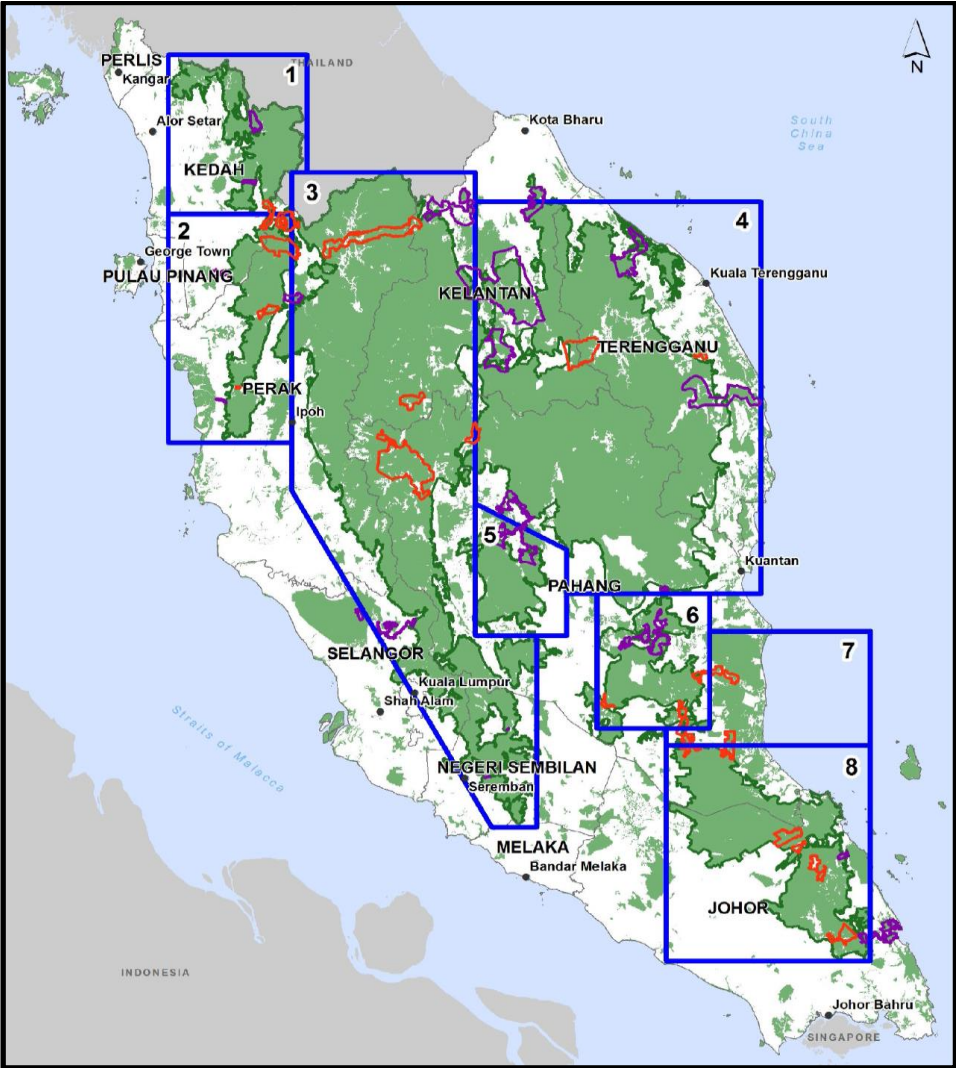 N
PERLIS
Kangar
1
THAILAND
Alor Setar
Kota Bharu
South
China
Sea
KEDAH
3
2
4
George Town
PULAU PINANG
Kuala Terengganu
KELANTAN
TERENGGANU
PERAK
Ipoh
5
Kuantan
PAHANG
6
SELANGOR
7
Kuala Lumpur
Shah Alam
Straits of Malacca
NEGERI SEMBILAN
8
Seremban
MELAKA
Bandar Melaka
JOHOR
INDONESIA
Johor Bahru
SINGAPORE